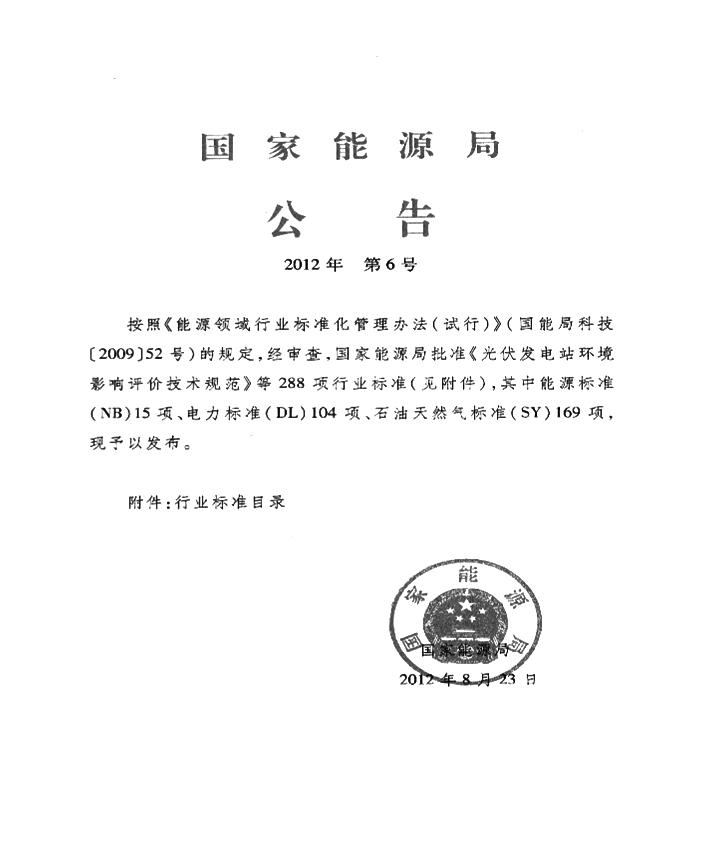 国家能源局
公告
2012年 第6号
按照《能源领域行业标准化管理办法(试行)》(国能局科技
〔2009〕52号)的规定,经审查,国家能源局批准《光伏发电站环境
影响评价技术规范》等288项行业标准(见附件),其中能源标准
(NB)15项、电力标准(DL)104项、石油天然气标准(SY)169项,
现予以发布。
附件:行业标准目录
国家能源局
国家能源局
2012年8月23日